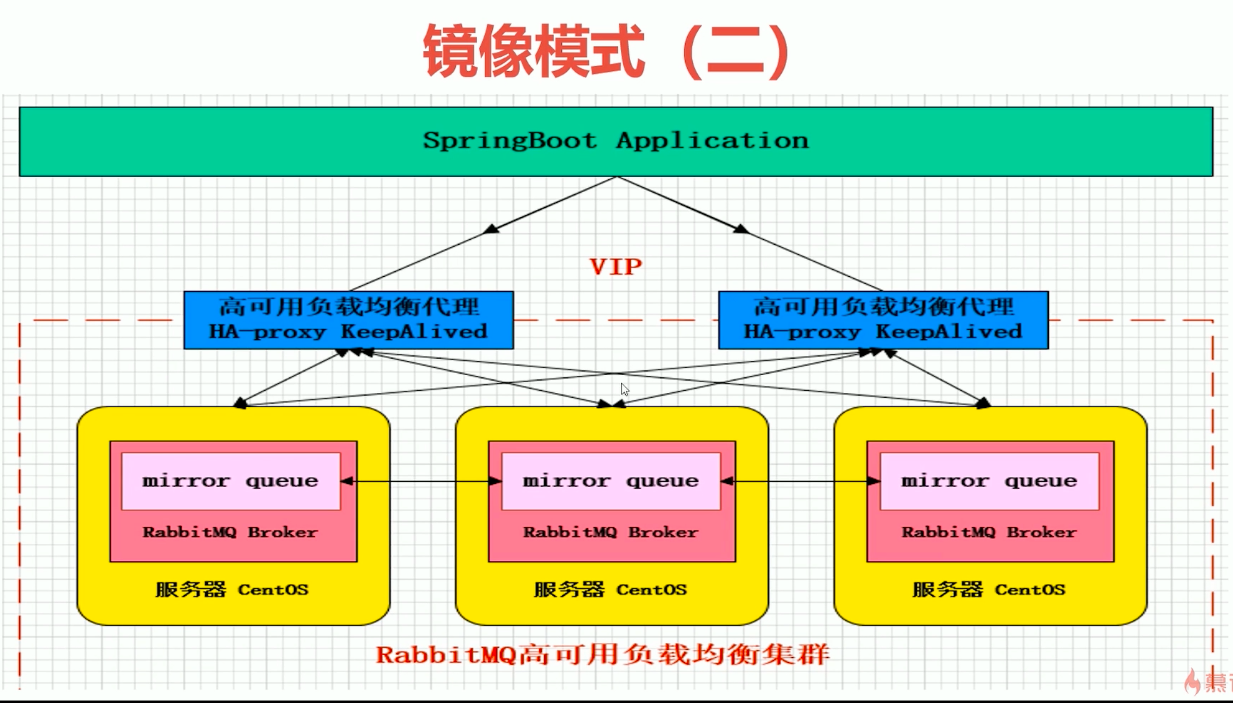 镜像模式（二）
SpringBoot Application
VIP
高可用负载均衡代理
HA-proxy KeepAlived
高可用负载均衡代理
HA-proxy KeepAlived
mirror queue
mirror queue
mirror queue
RabbitMQ Broker
RabbitMQ Broker
RabbitMQ Broker
服务器 CentOS
服务器 CentOS
服务器 CentOS
RabbitMQ高可用负载均衡集群